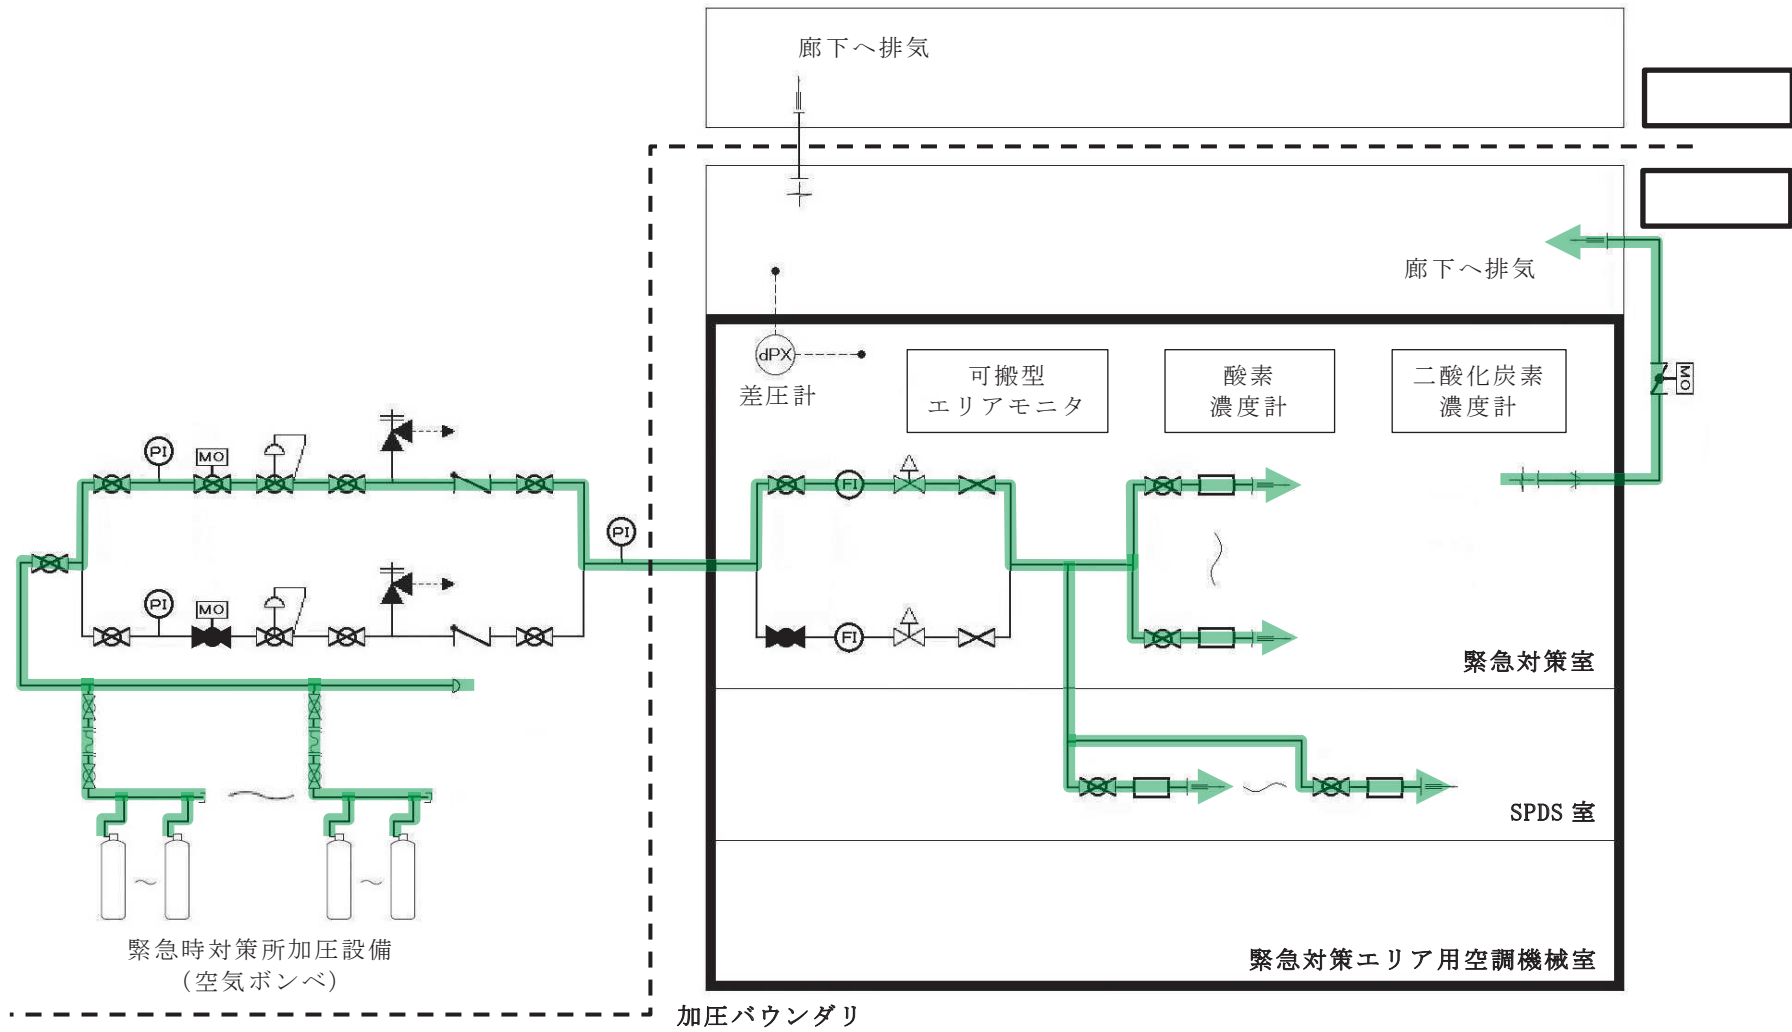 廊下へ排気
廊下へ排気
dPX
差圧計
可搬型
エリアモニタ
酸素
濃度計
二酸化炭素
濃度計
MO
PI
MO
PI
FI
PI
MO
FI
緊急対策室
SPDS 室
緊急対策エリア用空調機械室
緊急時対策所加圧設備
(空気ボンベ)
加圧バウンダリ